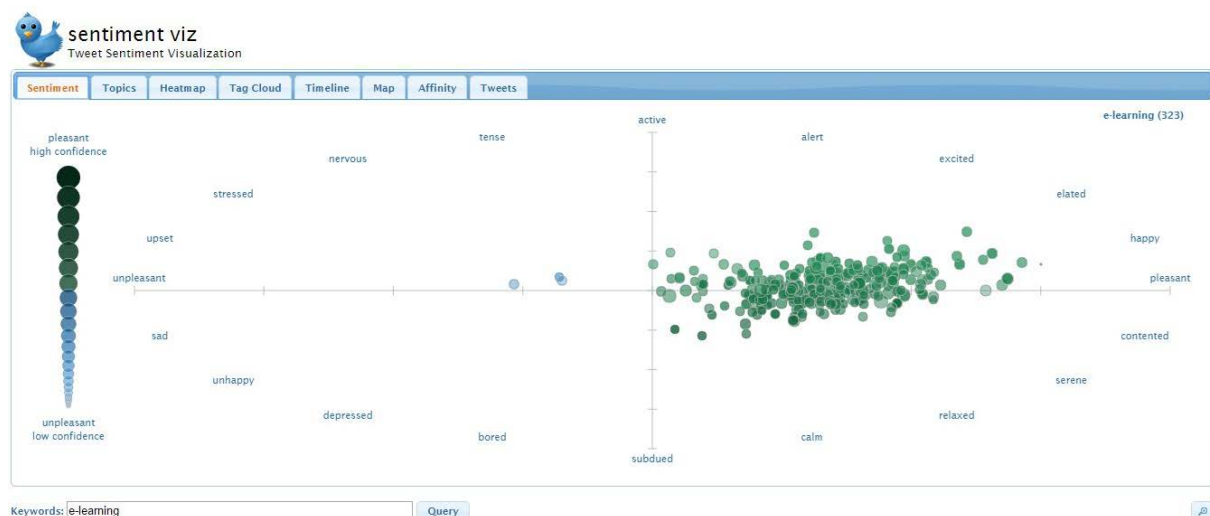 sentiment viz
Tweet Sentiment Visualization
Sentiment Topics Heatmap Tag Cloud Timeline Map Affinity Tweets
e-learning (323)
active
pleasant
high confidence
tense
alert
nervous
excited
stressed
elated
upset
happy
unpleasant
pleasant
sad
contented
unhappy
serene
depressed
relaxed
unpleasant
low confidence
bored
calm
subdued
Keywords: e-learning Query